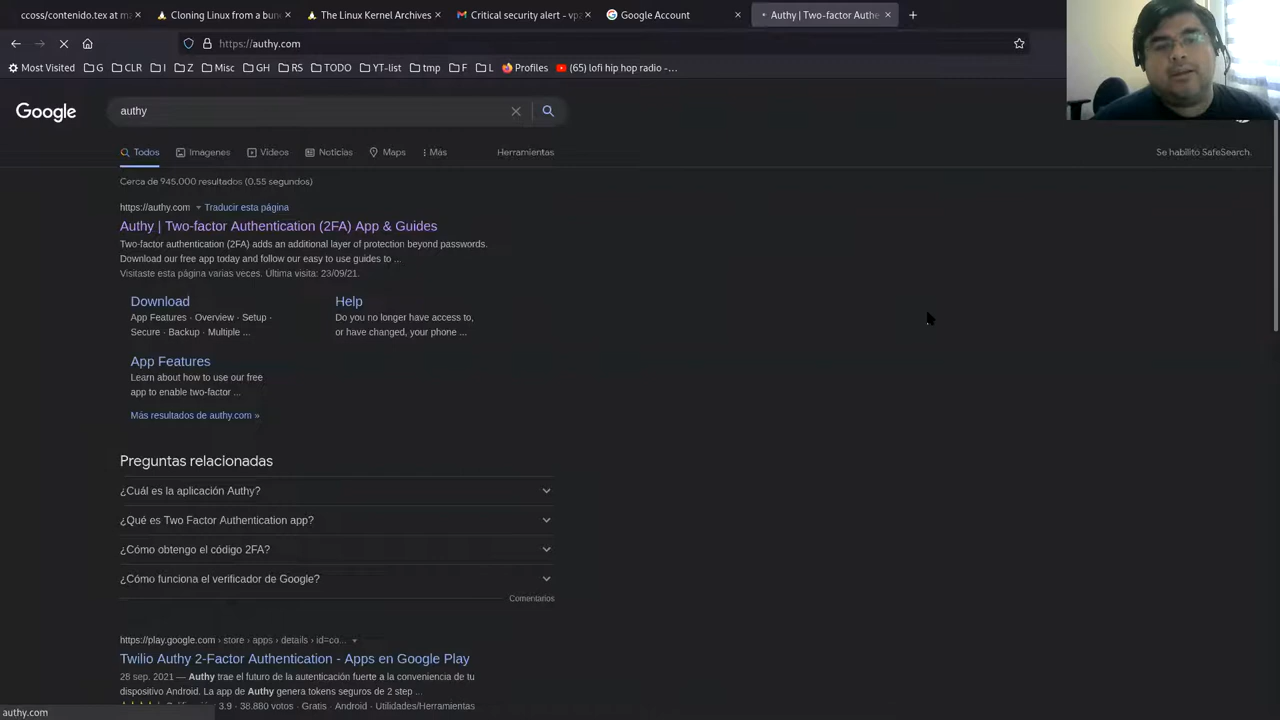 ccoss/contenido.tex at ma
Cloning Linux from a bun
The Linux Kernel Archives
Critical security alert - vpz
Google Account
Authy | Two-factor Authe
https://authy.com
Most Visited
G
CLR
I
Z
Misc
GH
RS
TODO
YT-list
tmp
F
L
Profiles
(65) lofi hip hop radio -...
Google
authy
Todos
Imágenes
Videos
Noticias
Maps
Más
Herramientas
Se habilitó SafeSearch.
Cerca de 945.000 resultados (0.55 segundos)
https://authy.com
Traducir esta página
Authy | Two-factor Authentication (2FA) App & Guides
Two-factor authentication (2FA) adds an additional layer of protection beyond passwords.
Download our free app today and follow our easy to use guides to ...
Visitaste esta página varias veces. Última visita: 23/09/21.
Download
App Features · Overview · Setup ·
Secure · Backup · Multiple ...
Help
Do you no longer have access to,
or have changed, your phone ...
App Features
Learn about how to use our free
app to enable two-factor ...
Más resultados de authy.com »
Preguntas relacionadas
¿Cuál es la aplicación Authy?
¿Qué es Two Factor Authentication app?
¿Cómo obtengo el código 2FA?
¿Cómo funciona el verificador de Google?
Comentarios
https://play.google.com › store › apps › details › id=co...
Twilio Authy 2-Factor Authentication - Apps en Google Play
28 sep. 2021 — Authy trae el futuro de la autenticación fuerte a la conveniencia de tu
dispositivo Android. La app de Authy genera tokens seguros de 2 step ...
3.9 · 38.880 votos · Gratis · Android · Utilidades/Herramientas
authy.com